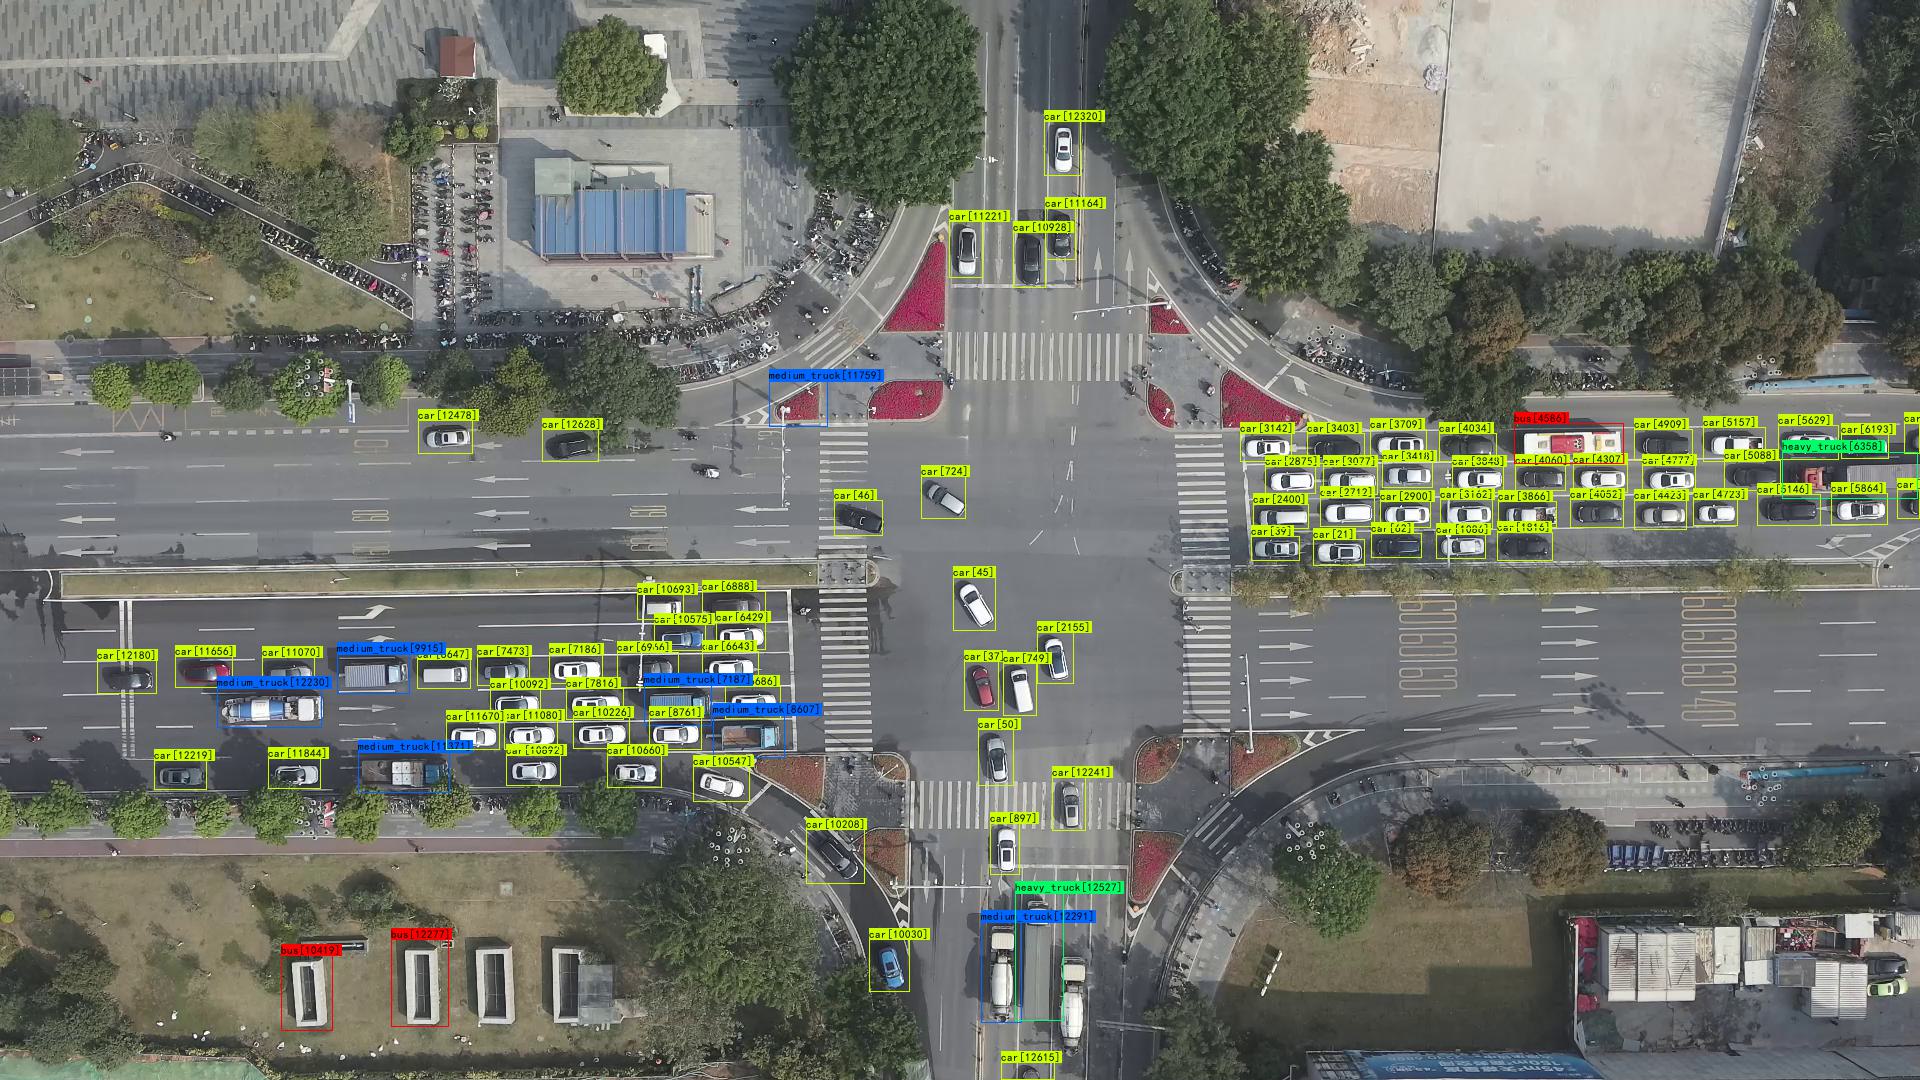 car[12320]
car[11164]
car[11221]
car[10928]
medium_truck[11759]
car[12478]
car[12628]
car[724]
car[46]
car[3142]
car[3403]
car[3709]
car[4034]
bus[4586]
car[4909]
car[5157]
car[5629]
car[6193]
heavy_truck[6358]
car[2875]
car[3077]
car[3418]
car[3848]
car[4060]
car[4307]
car[4777]
car[5088]
car[2400]
car[2712]
car[2900]
car[3162]
car[3866]
car[4052]
car[4423]
car[4723]
car[5146]
car[5864]
car[39]
car[21]
car[62]
car[1086]
car[1816]
car[45]
car[10693]
car[6888]
car[10575]
car[6429]
car[2155]
car[37]
car[749]
car[12180]
car[11656]
car[11070]
medium_truck[9915]
car[7473]
car[7186]
car[6643]
medium_truck[12230]
car[10092]
car[7816]
medium_truck[7187]
medium_truck[8607]
car[11670]
car[11080]
car[10226]
car[8761]
car[50]
car[12219]
car[11844]
medium_truck[11371]
car[10892]
car[10660]
car[10547]
car[12241]
car[10208]
car[897]
heavy_truck[12527]
medium_truck[12291]
car[10030]
bus[10419]
bus[12277]
car[12615]